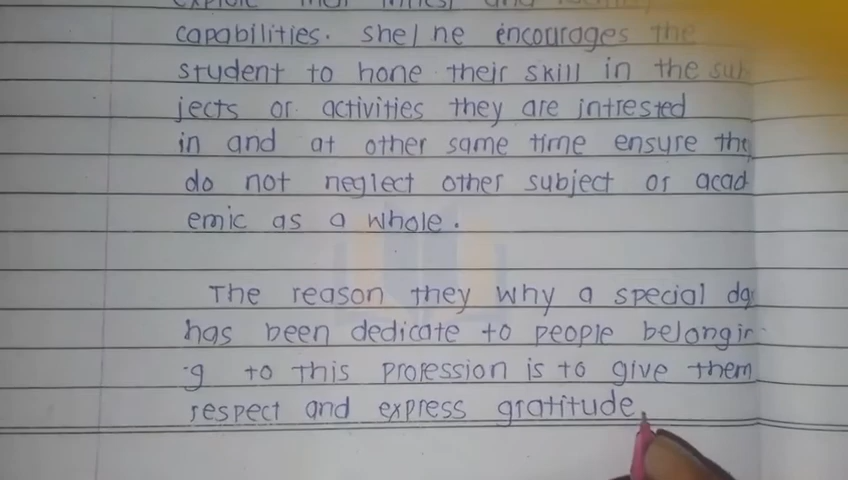 capabilities. She/ ne encourages the
student to hone their skill in the sub
jects or activities they are intrested
in and at other same time ensure the
do not neglect other subject or acad
emic as a whole.
The reason they why a special da
has been dedicate to people belongin
g to this profession is to give them
respect and express gratitude.